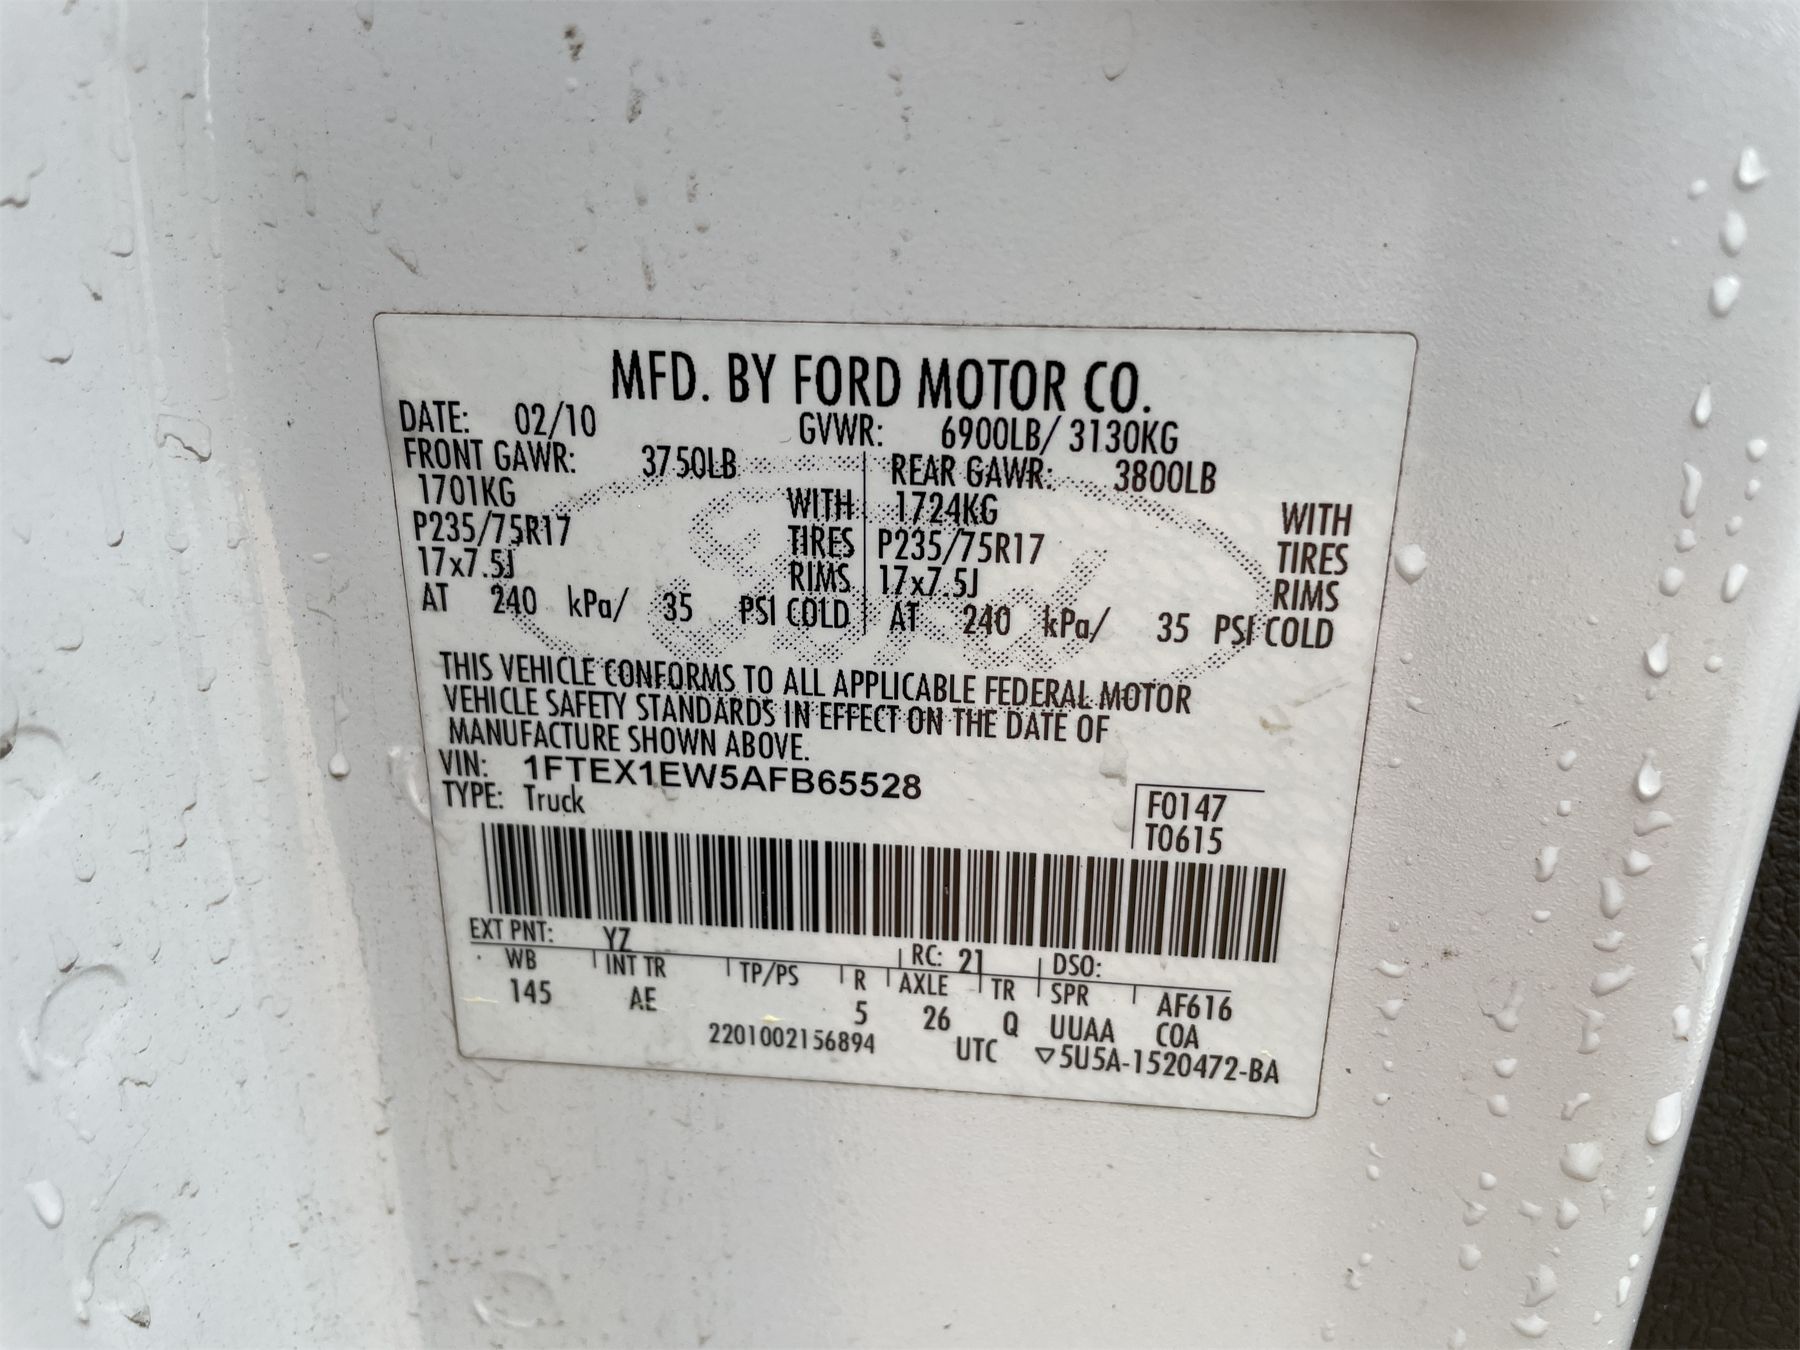 MFD. BY FORD MOTOR CO.
DATE: 02/10 GVWR: 6900LB/ 3130KG
FRONT GAWR: 3750LB REAR GAWR: 3800LB
1701KG WITH 1724KG WITH
P235/75R17 TIRES P235/75R17 TIRES
17x7.5J RIMS 17x7.5J RIMS
AT 240 kPa/ 35 PSI COLD AT 240 kPa/ 35 PSI COLD
Ford
THIS VEHICLE CONFORMS TO ALL APPLICABLE FEDERAL MOTOR
VEHICLE SAFETY STANDARDS IN EFFECT ON THE DATE OF
MANUFACTURE SHOWN ABOVE.
VIN: 1FTEX1EW5AFB65528
TYPE: Truck
F0147
T0615
EXT PNT: YZ RC: 21 DSO:
WB INT TR TP/PS R AXLE TR SPR AF616
145 AE 5 26 Q UUAA COA
2201002156894 UTC ▽5U5A-1520472-BA